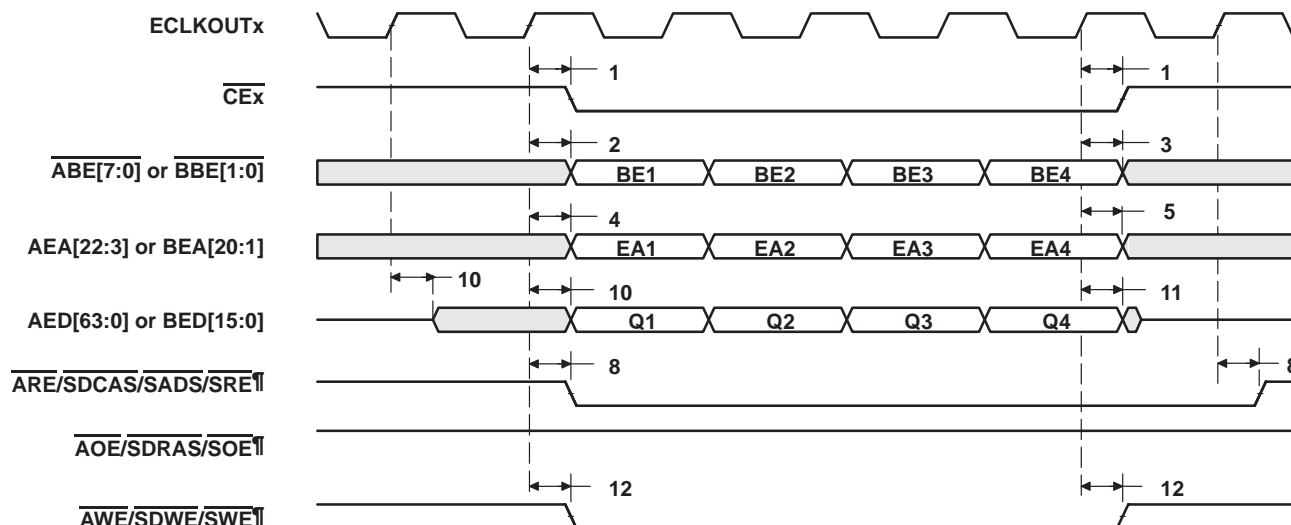 ECLKOUTx
1 1
CEx
2 3
ABE[7:0] or BBE[1:0] BE1 BE2 BE3 BE4
4 5
AEA[22:3] or BEA[20:1] EA1 EA2 EA3 EA4
10
10 11
AED[63:0] or BED[15:0] Q1 Q2 Q3 Q4
8 8
ARE/SDCAS/SADS/SRE¶
AOE/SDRAS/SOE¶
12 12
AWE/SDWE/SWE¶